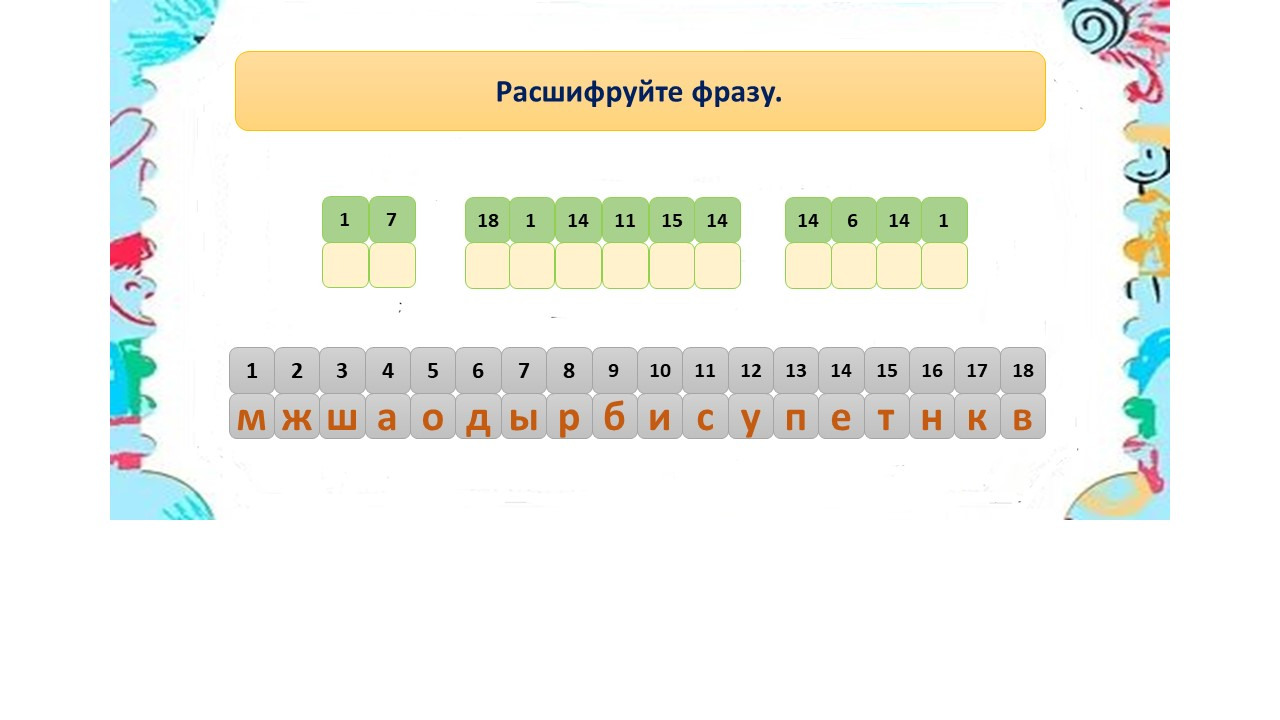 Расшифруйте фразу.
1 7 18 1 14 11 15 14 14 6 14 1
1 2 3 4 5 6 7 8 9 10 11 12 13 14 15 16 17 18
м ж ш а о д ы р б и с у п е т н к в